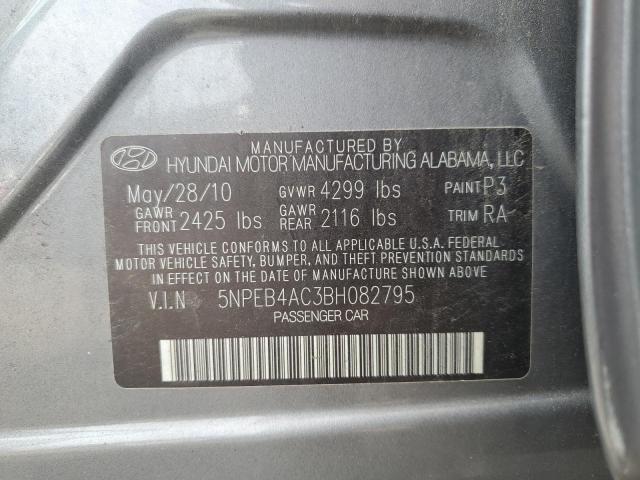 MANUFACTURED BY
HYUNDAI MOTOR MANUFACTURING ALABAMA, LLC
May/28/10 GVWR 4299 lbs PAINT P3
GAWR FRONT 2425 lbs GAWR REAR 2116 lbs TRIM RA
THIS VEHICLE CONFORMS TO ALL APPLICABLE U.S.A. FEDERAL
MOTOR VEHICLE SAFETY, BUMPER, AND THEFT PREVENTION STANDARDS
IN EFFECT ON THE DATE OF MANUFACTURE SHOWN ABOVE.
V.I.N 5NPEB4AC3BH082795
PASSENGER CAR